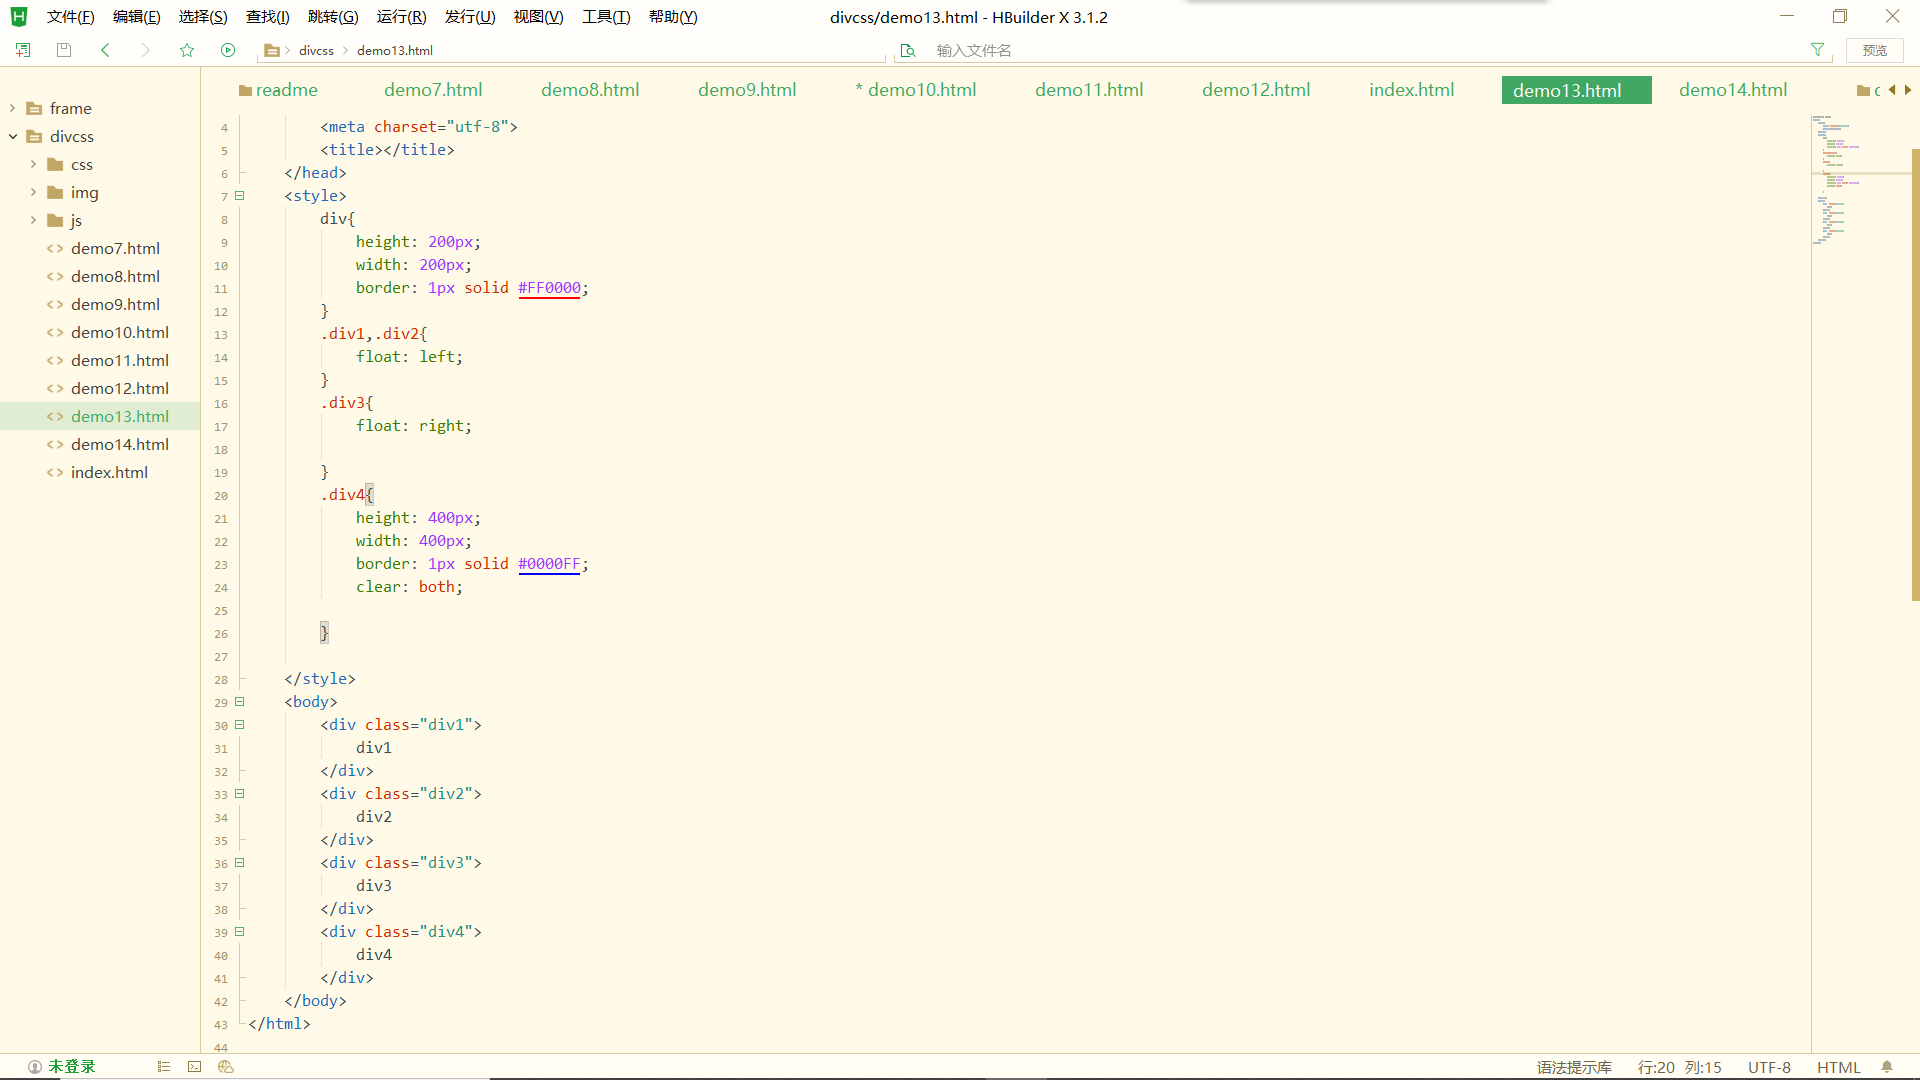 文件(F) 编辑(E) 选择(S) 查找(I) 跳转(G) 运行(R) 发行(U) 视图(V) 工具(T) 帮助(Y) divcss/demo13.html - HBuilder X 3.1.2
divcss demo13.html 输入文件名 预览
readme demo7.html demo8.html demo9.html * demo10.html demo11.html demo12.html index.html demo13.html demo14.html
frame
divcss
css
img
js
demo7.html
demo8.html
demo9.html
demo10.html
demo11.html
demo12.html
demo13.html
demo14.html
index.html
4 <meta charset="utf-8">
5 <title></title>
6 </head>
7 <style>
8 div{
9 height: 200px;
10 width: 200px;
11 border: 1px solid #FF0000;
12 }
13 .div1,.div2{
14 float: left;
15 }
16 .div3{
17 float: right;
18
19 }
20 .div4{
21 height: 400px;
22 width: 400px;
23 border: 1px solid #0000FF;
24 clear: both;
25
26 }
27
28 </style>
29 <body>
30 <div class="div1">
31 div1
32 </div>
33 <div class="div2">
34 div2
35 </div>
36 <div class="div3">
37 div3
38 </div>
39 <div class="div4">
40 div4
41 </div>
42 </body>
43 </html>
44
未登录 语法提示库 行:20 列:15 UTF-8 HTML